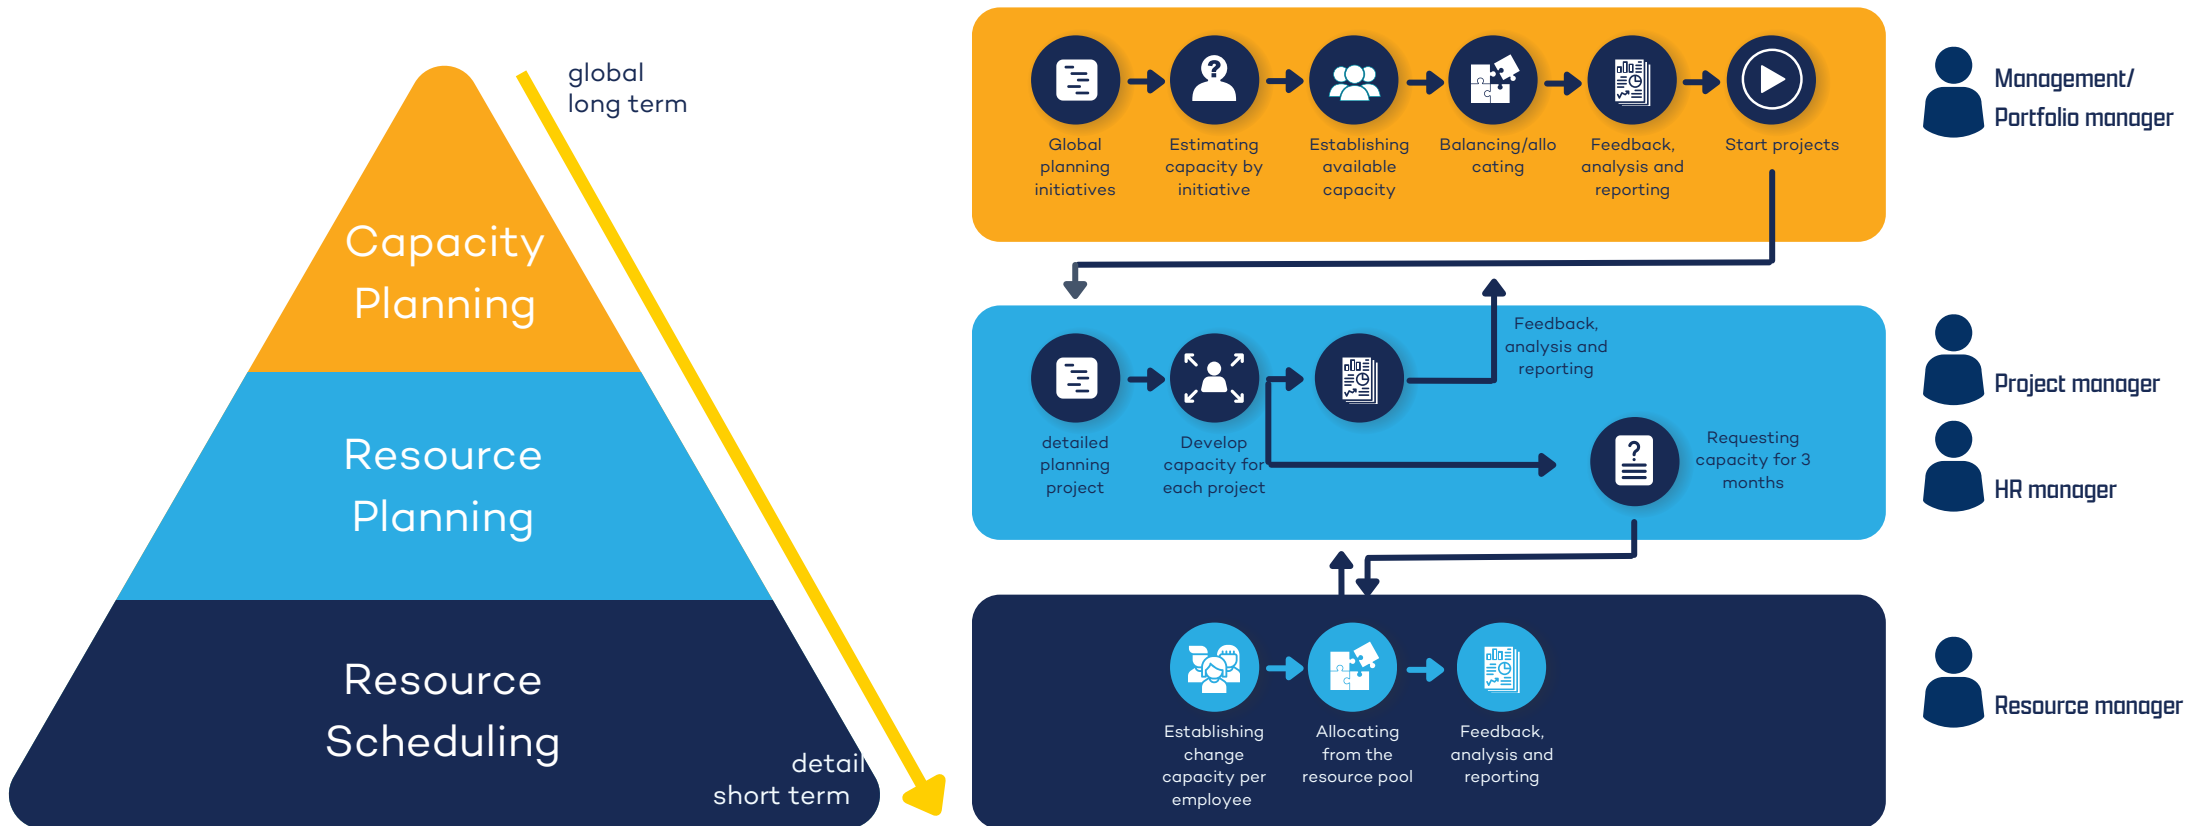 global
long term
Capacity
Planning
Resource
Planning
Resource
Scheduling
detail
short term
Global
planning
initiatives
Estimating
capacity by
initiative
Establishing
available
capacity
Balancing/allo
cating
Feedback,
analysis and
reporting
Start projects
Management/
Portfolio manager
detailed
planning
project
Develop
capacity for
each project
Feedback,
analysis and
reporting
Requesting
capacity for 3
months
Project manager
HR manager
Establishing
change
capacity per
employee
Allocating
from the
resource pool
Feedback,
analysis and
reporting
Resource manager